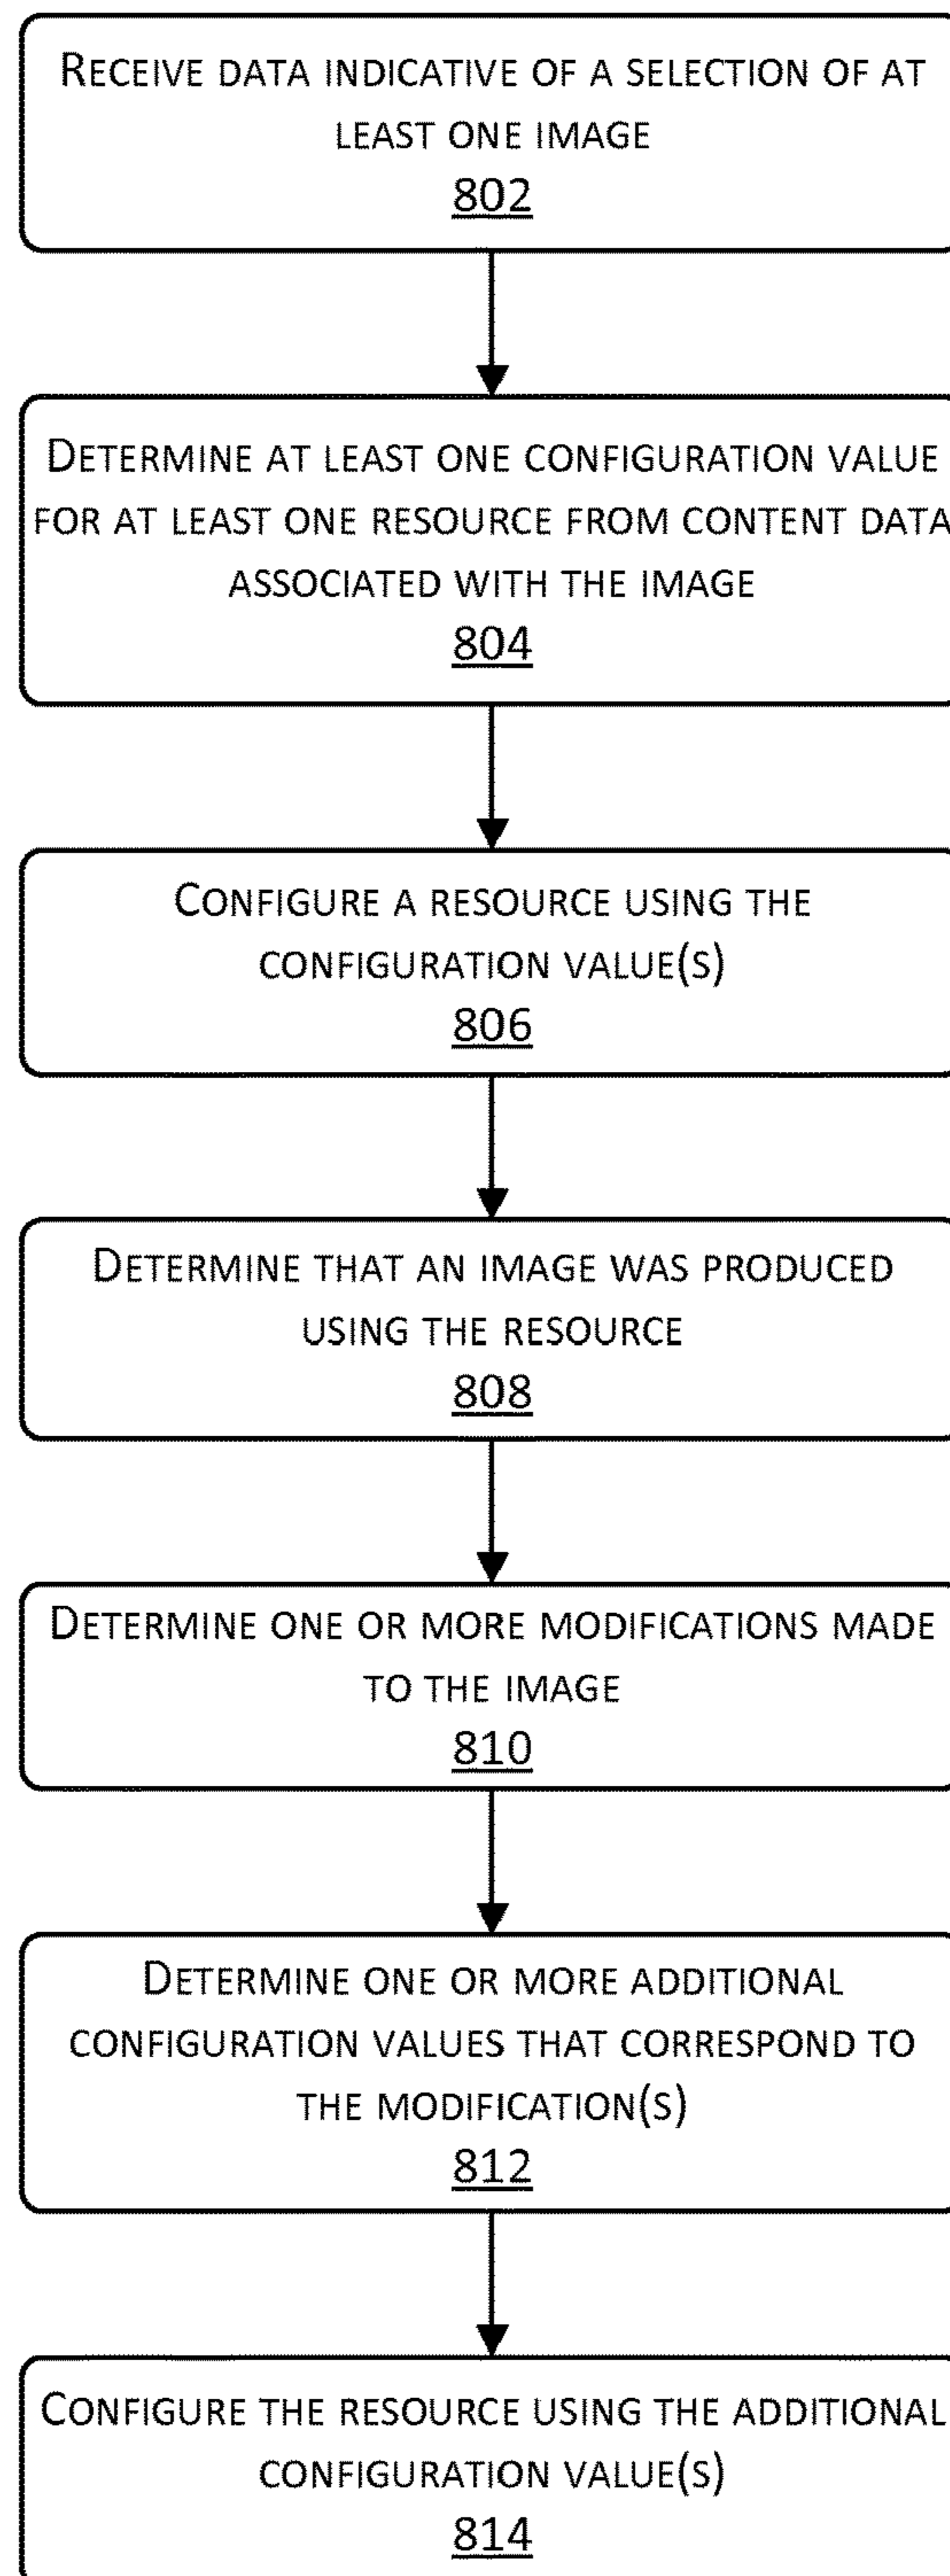 RECEIVE DATA INDICATIVE OF A SELECTION OF AT
LEAST ONE IMAGE
802
DETERMINE AT LEAST ONE CONFIGURATION VALUE
FOR AT LEAST ONE RESOURCE FROM CONTENT DATA
ASSOCIATED WITH THE IMAGE
804
CONFIGURE A RESOURCE USING THE
CONFIGURATION VALUE(S)
806
DETERMINE THAT AN IMAGE WAS PRODUCED
USING THE RESOURCE
808
DETERMINE ONE OR MORE MODIFICATIONS MADE
TO THE IMAGE
810
DETERMINE ONE OR MORE ADDITIONAL
CONFIGURATION VALUES THAT CORRESPOND TO
THE MODIFICATION(S)
812
CONFIGURE THE RESOURCE USING THE ADDITIONAL
CONFIGURATION VALUE(S)
814